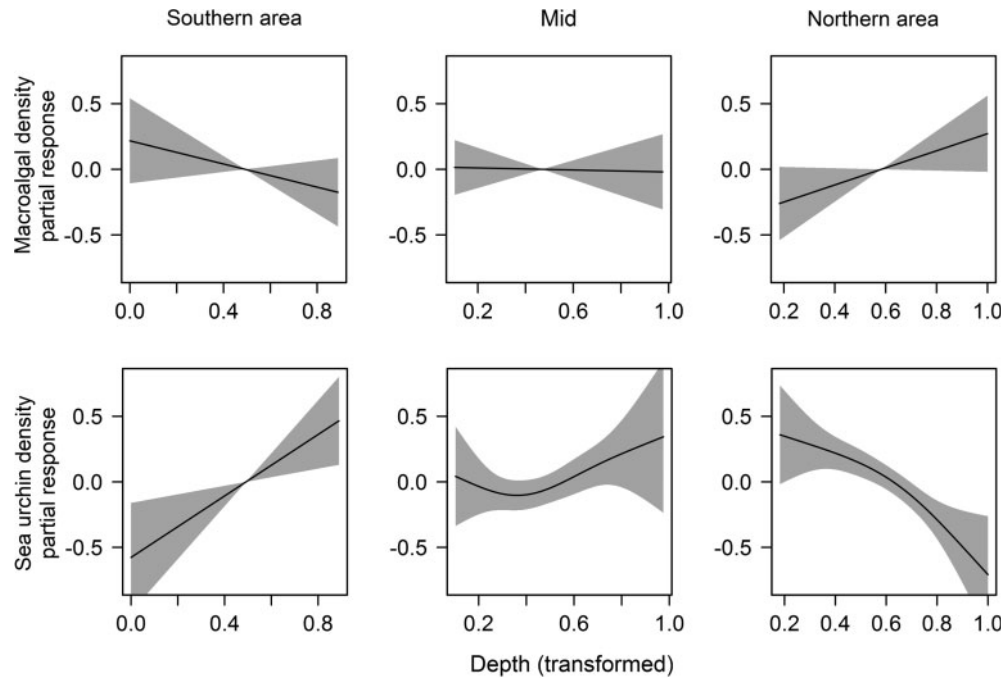 Southern area
Mid
Northern area
Macroalgal density
partial response
0.5
0.0
-0.5
0.0 0.4 0.8
0.5
0.0
-0.5
0.2 0.6 1.0
0.5
0.0
-0.5
0.2 0.4 0.6 0.8 1.0
Sea urchin density
partial response
0.5
0.0
-0.5
0.0 0.4 0.8
0.5
0.0
-0.5
0.2 0.6 1.0
0.5
0.0
-0.5
0.2 0.4 0.6 0.8 1.0
Depth (transformed)